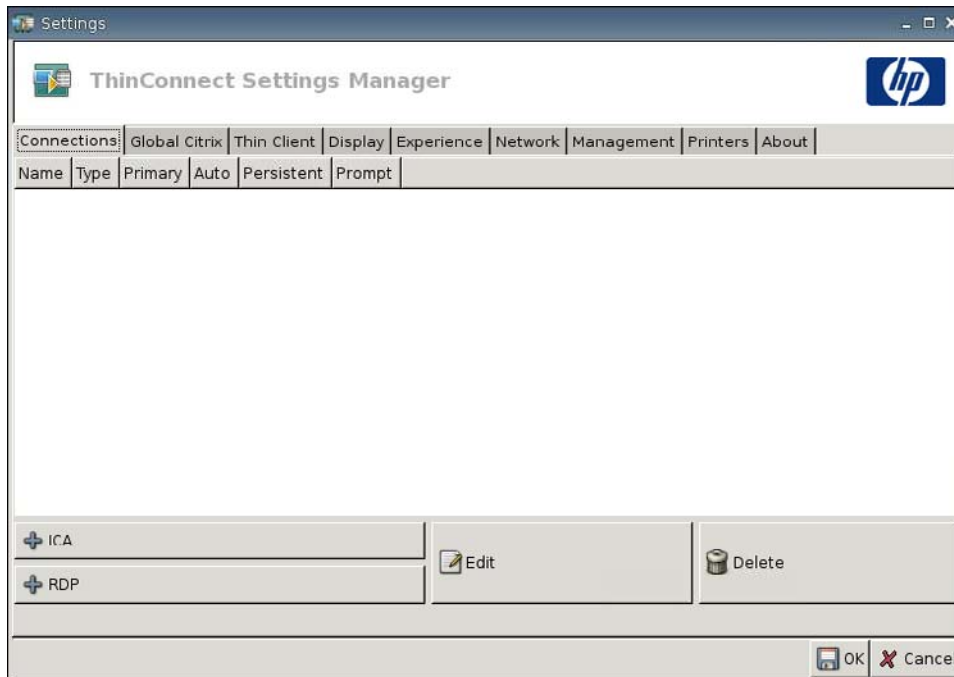 Settings
ThinConnect Settings Manager
hp
Connections Global Citrix Thin Client Display Experience Network Management Printers About
Name Type Primary Auto Persistent Prompt
ICA
Edit
Delete
RDP
OK Cance